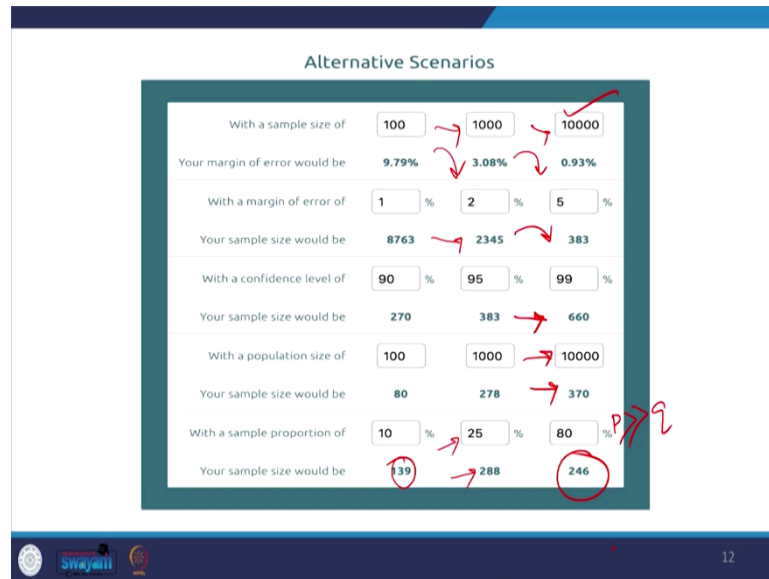 Alternative Scenarios
With a sample size of 100 1000 10000
Your margin of error would be 9.79% 3.08% 0.93%
With a margin of error of 1 % 2 % 5 %
Your sample size would be 8763 2345 383
With a confidence level of 90 % 95 % 99 %
Your sample size would be 270 383 660
With a population size of 100 1000 10000
Your sample size would be 80 278 370
With a sample proportion of 10 % 25 % 80 % p >> q
Your sample size would be 139 288 246
swayam 12